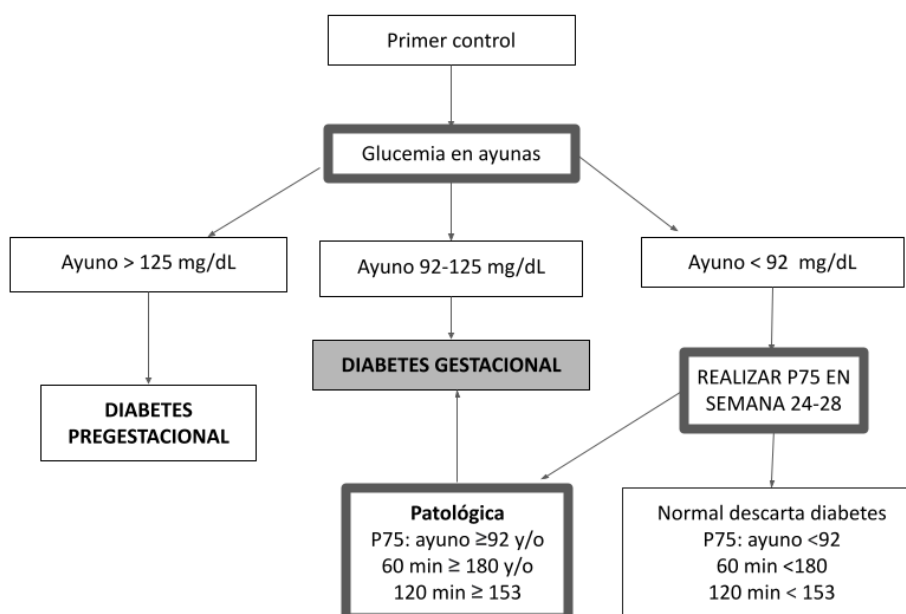 Primer control
Glucemia en ayunas
Ayuno > 125 mg/dL
Ayuno 92-125 mg/dL
Ayuno < 92 mg/dL
DIABETES GESTACIONAL
REALIZAR P75 EN
SEMANA 24-28
DIABETES
PREGESTACIONAL
Patológica
P75: ayuno ≥92 y/o
60 min ≥ 180 y/o
120 min ≥ 153
Normal descarta diabetes
P75: ayuno <92
60 min <180
120 min < 153